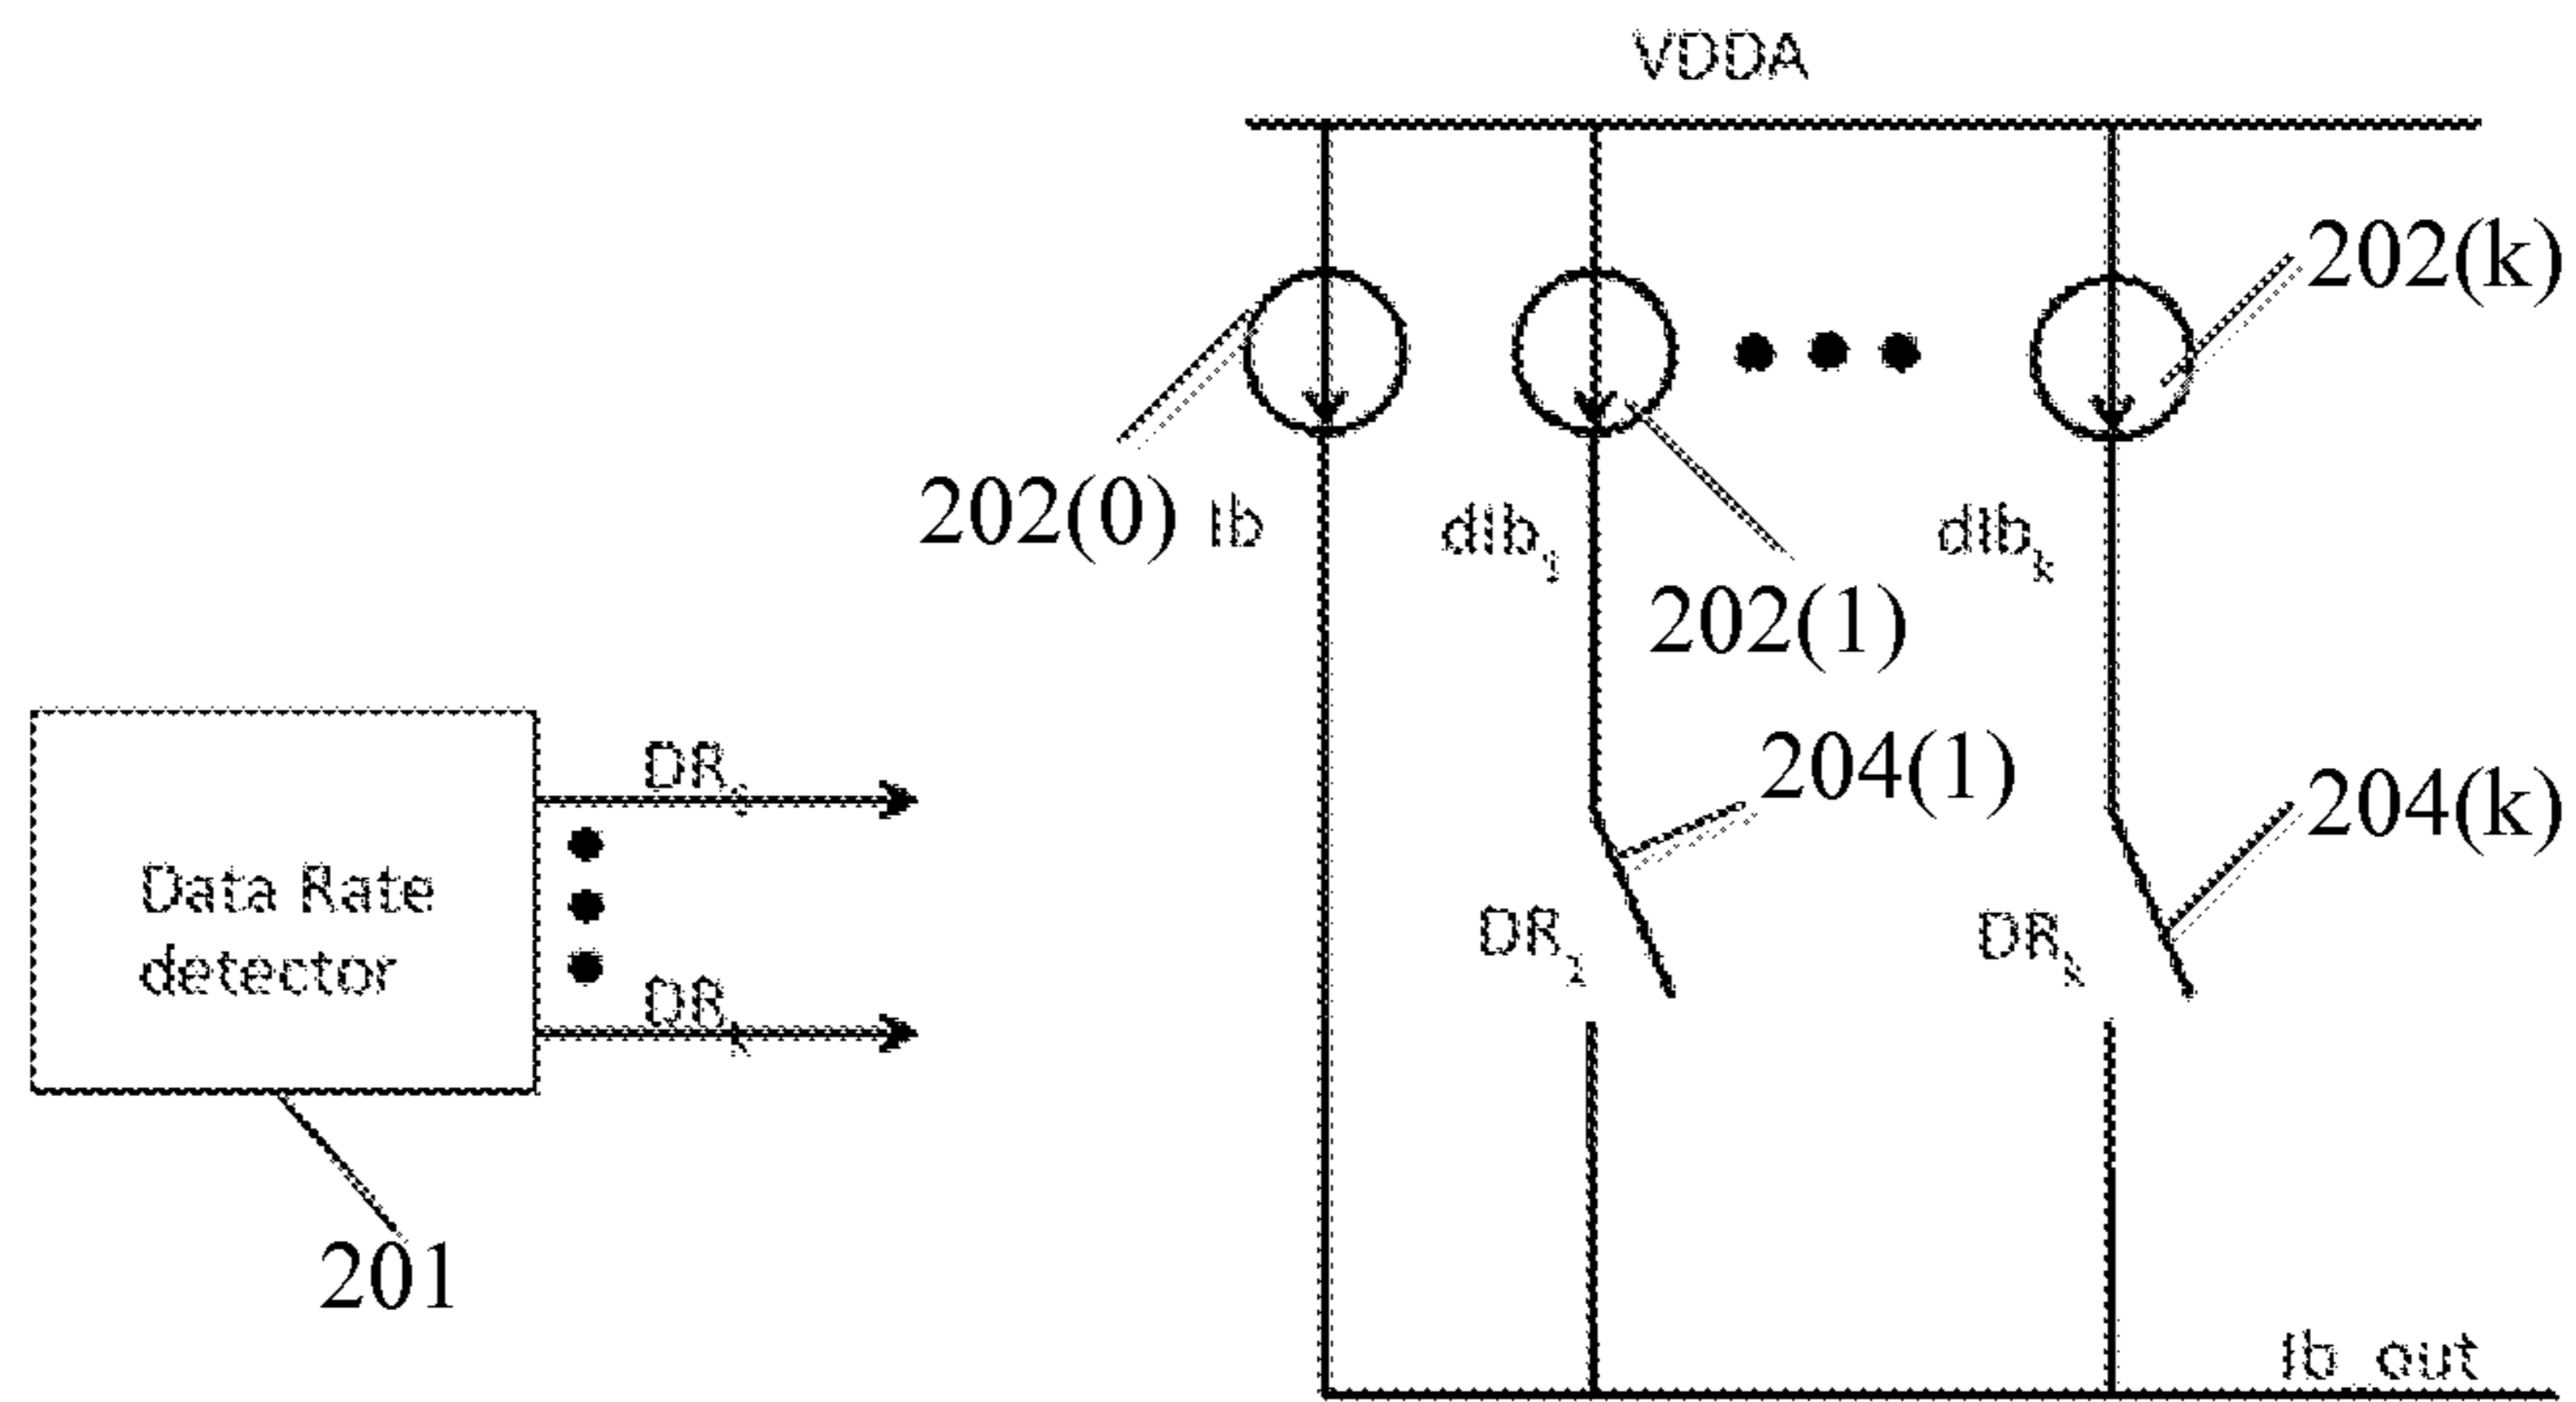 VDDA
202(k)
202(0) Ib dIb₁ dIbₖ
202(1)
DR₁ 204(1) 204(k)
Data Rate
detector
DR₁ DRₖ
DRₖ
201
Ib_out